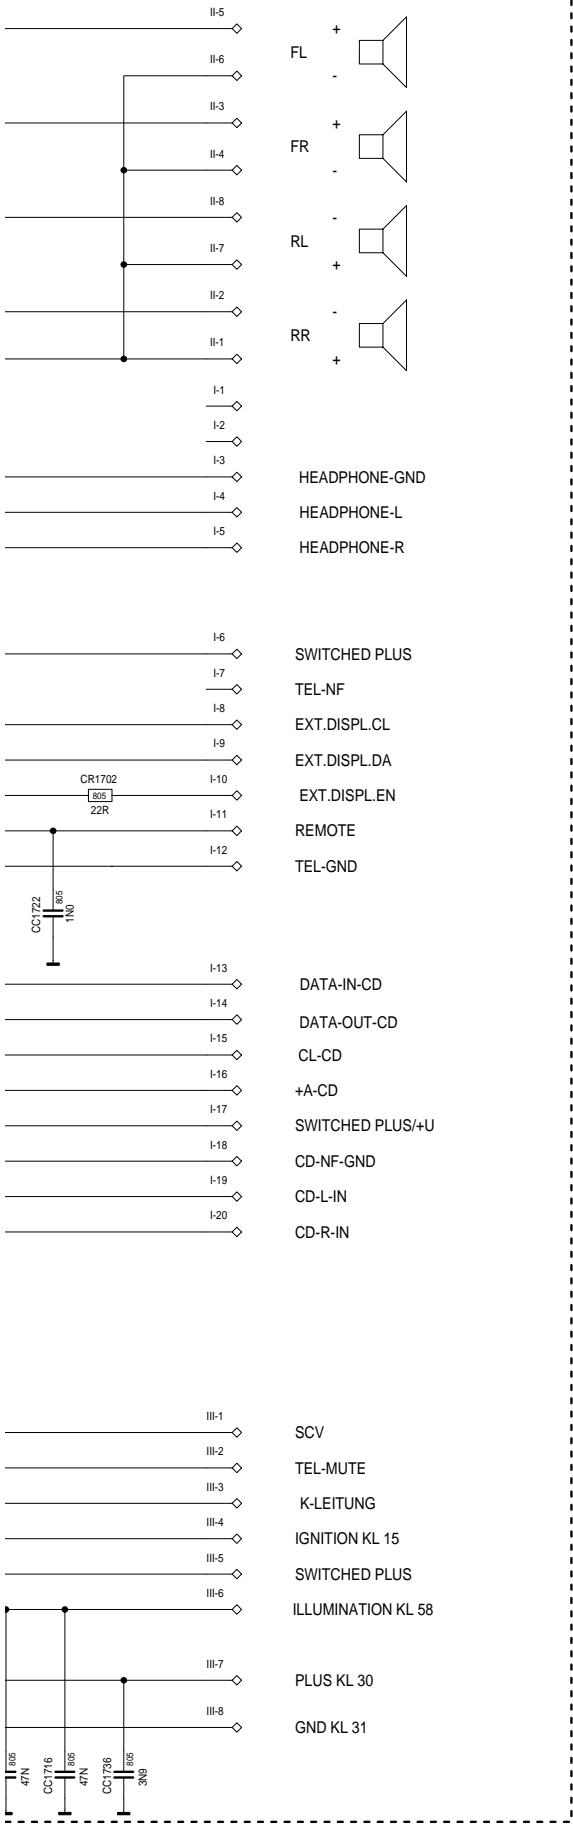 II-5
+
FL
II-6
-
II-3
+
FR
II-4
-
II-8
-
RL
II-7
+
II-2
-
RR
II-1
+
I-1
I-2
I-3
HEADPHONE-GND
I-4
HEADPHONE-L
I-5
HEADPHONE-R
I-6
SWITCHED PLUS
I-7
TEL-NF
I-8
EXT.DISPL.CL
I-9
EXT.DISPL.DA
CR1702
I-10
805
EXT.DISPL.EN
22R
I-11
REMOTE
I-12
TEL-GND
CC1722
805
1N0
I-13
DATA-IN-CD
I-14
DATA-OUT-CD
I-15
CL-CD
I-16
+A-CD
I-17
SWITCHED PLUS/+U
I-18
CD-NF-GND
I-19
CD-L-IN
I-20
CD-R-IN
III-1
SCV
III-2
TEL-MUTE
III-3
K-LEITUNG
III-4
IGNITION KL 15
III-5
SWITCHED PLUS
III-6
ILLUMINATION KL 58
III-7
PLUS KL 30
III-8
GND KL 31
805
47N
CC1716
805
47N
CC1736
805
3N9